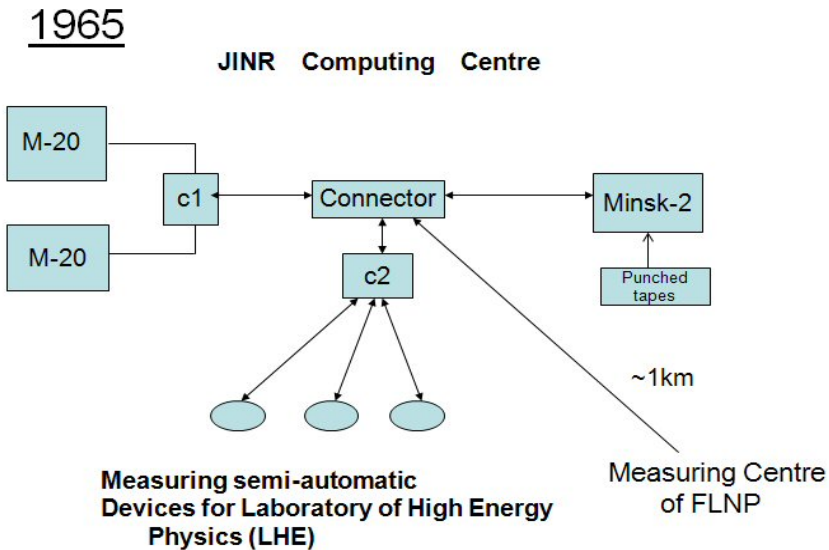 1965
JINR Computing Centre
M-20
c1
Connector
Minsk-2
M-20
c2
Punched
tapes
~1km
Measuring semi-automatic
Devices for Laboratory of High Energy
Physics (LHE)
Measuring Centre
of FLNP